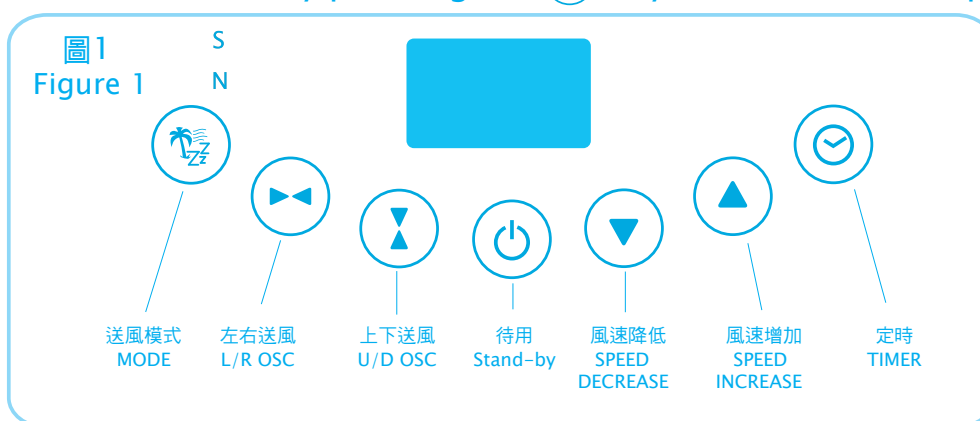 圖1
Figure 1
S
N
送風模式
MODE
左右送風
L/R OSC
上下送風
U/D OSC
待用
Stand-by
風速降低
SPEED
DECREASE
風速增加
SPEED
INCREASE
定時
TIMER